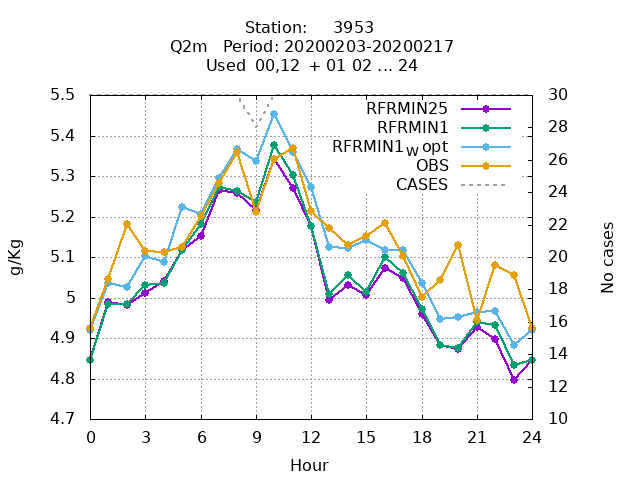 Station: 3953
Q2m Period: 20200203-20200217
Used 00,12 + 01 02 ... 24
5.5
5.4
5.3
5.2
5.1
5
4.9
4.8
4.7
30
28
26
24
22
20
18
16
14
12
10
RFRMIN25
RFRMIN1
RFRMIN1_W opt
OBS
CASES
g/Kg
No cases
0 3 6 9 12 15 18 21 24
Hour